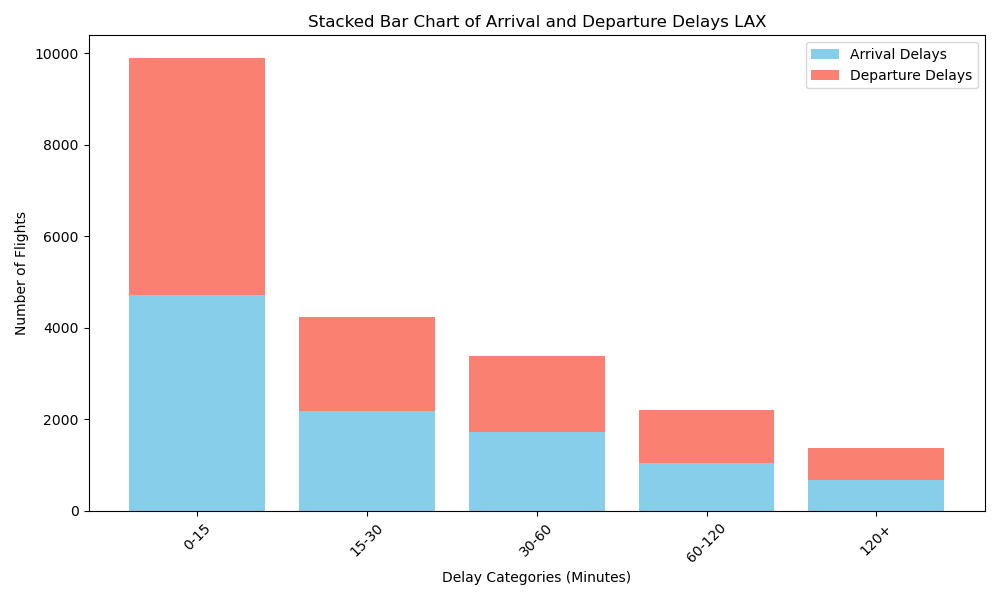 Stacked Bar Chart of Arrival and Departure Delays LAX
Arrival Delays
Departure Delays
Number of Flights
10000
8000
6000
4000
2000
0
0-15
15-30
30-60
60-120
120+
Delay Categories (Minutes)